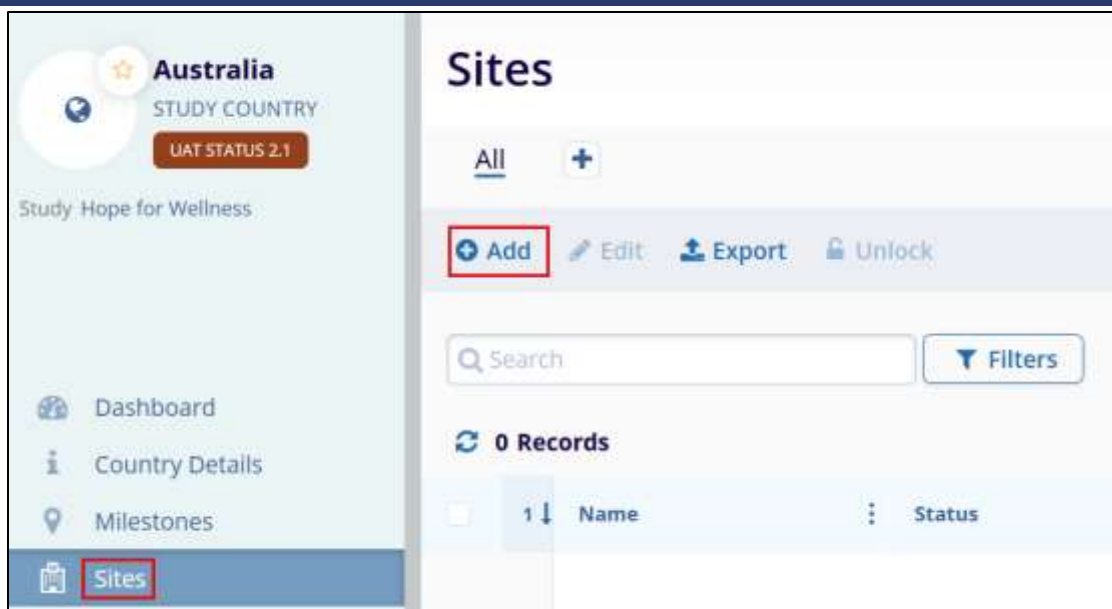 Australia
STUDY COUNTRY
UAT STATUS 2.1
Study Hope for Wellness
Dashboard
Country Details
Milestones
Sites
Sites
All
Add Edit Export Unlock
Search Filters
0 Records
1 Name Status